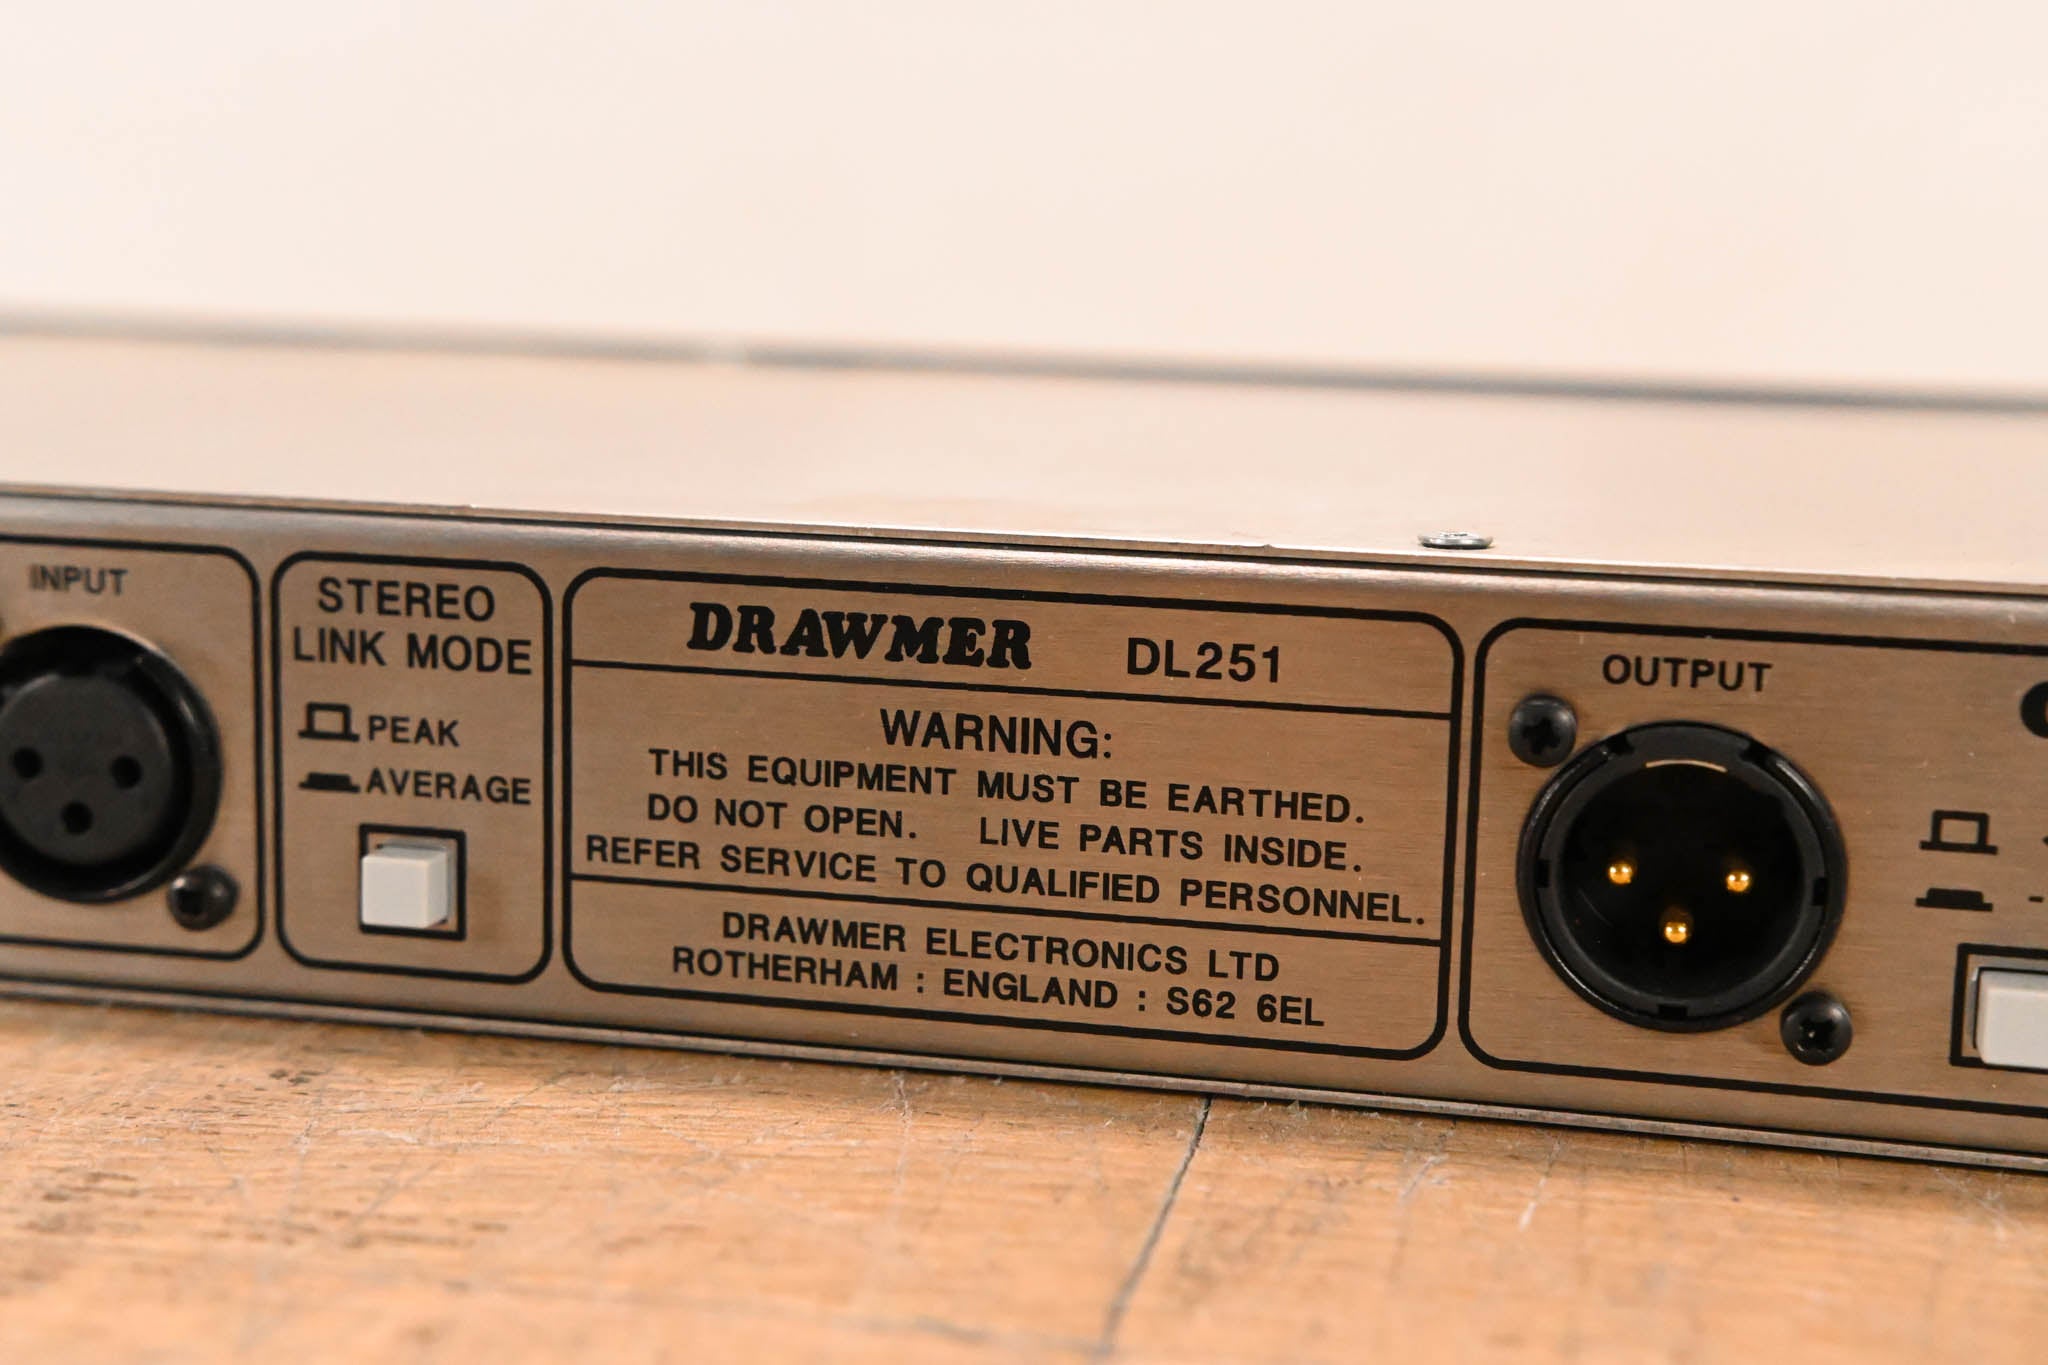 INPUT
STEREO
LINK MODE
PEAK
AVERAGE
DRAWMER DL251
WARNING:
THIS EQUIPMENT MUST BE EARTHED.
DO NOT OPEN. LIVE PARTS INSIDE.
REFER SERVICE TO QUALIFIED PERSONNEL.
DRAWMER ELECTRONICS LTD
ROTHERHAM : ENGLAND : S62 6EL
OUTPUT